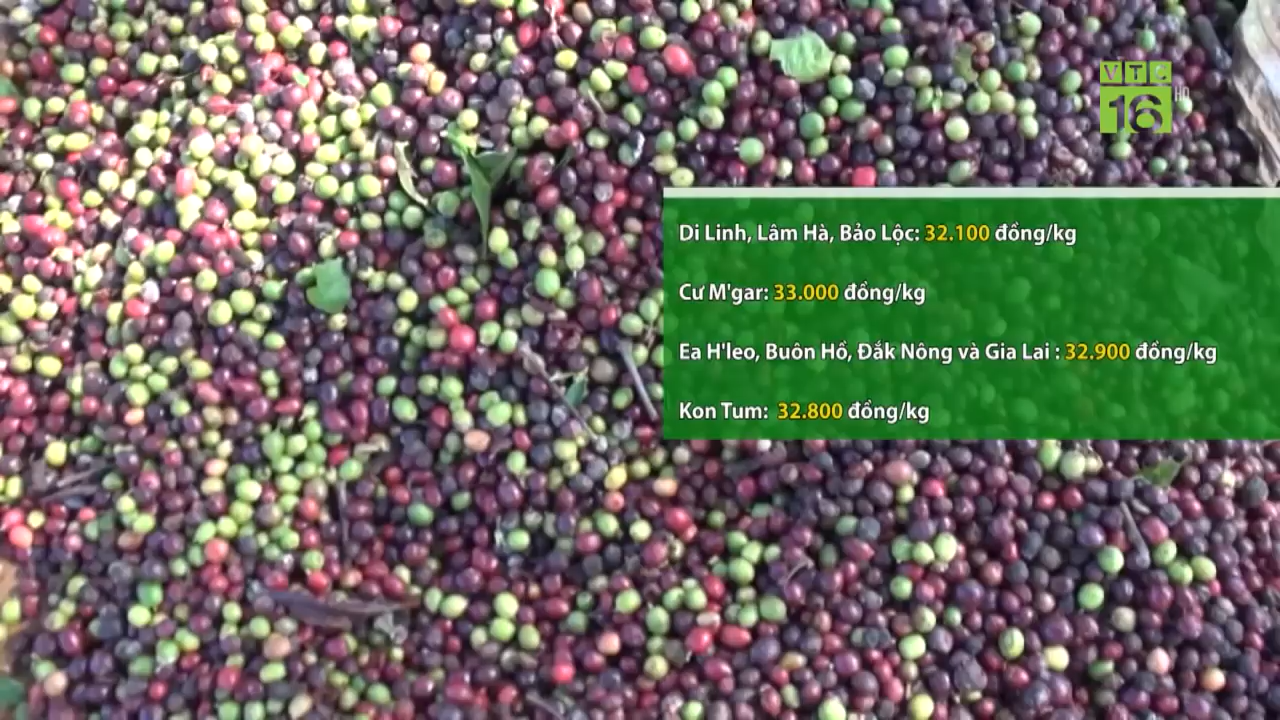 VTC
16
HD
Di Linh, Lâm Hà, Bảo Lộc: 32.100 đồng/kg
Cư M'gar: 33.000 đồng/kg
Ea H'leo, Buôn Hồ, Đắk Nông và Gia Lai : 32.900 đồng/kg
Kon Tum: 32.800 đồng/kg